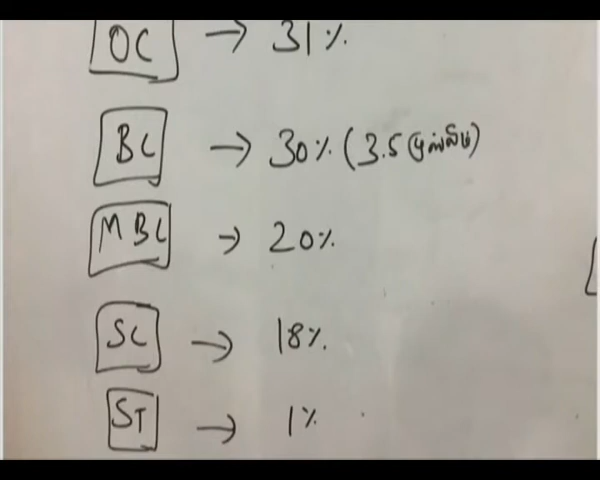 OC → 31%.
BC → 30% (3.5 முஸ்லிம்)
MBC → 20%.
SC → 18%.
ST → 1%